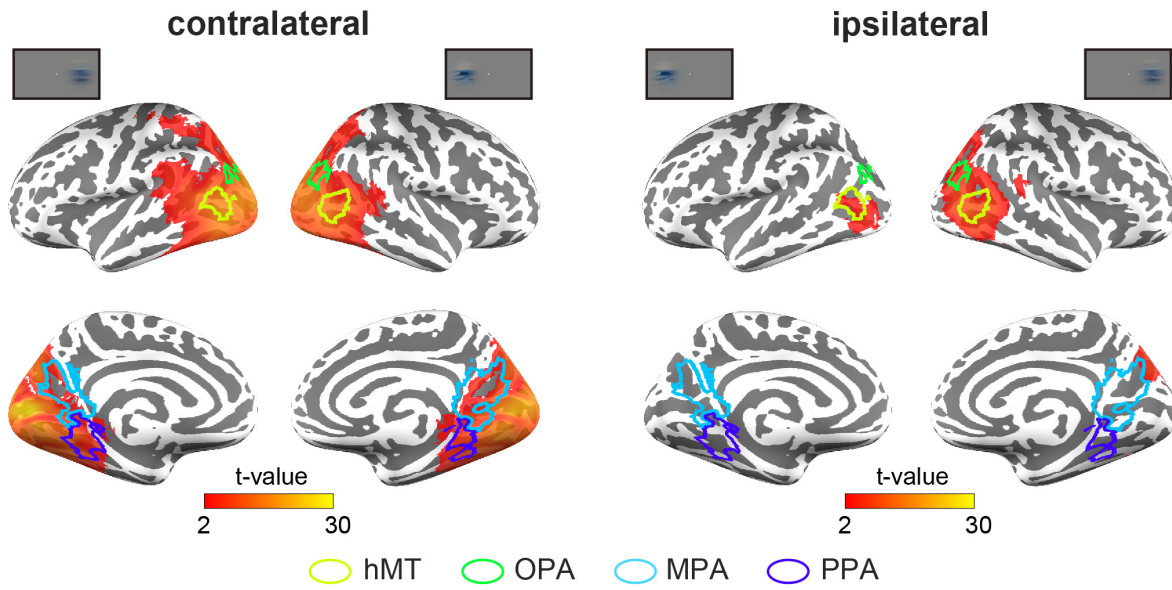 contralateral
ipsilateral
t-value
2 30
t-value
2 30
hMT OPA MPA PPA